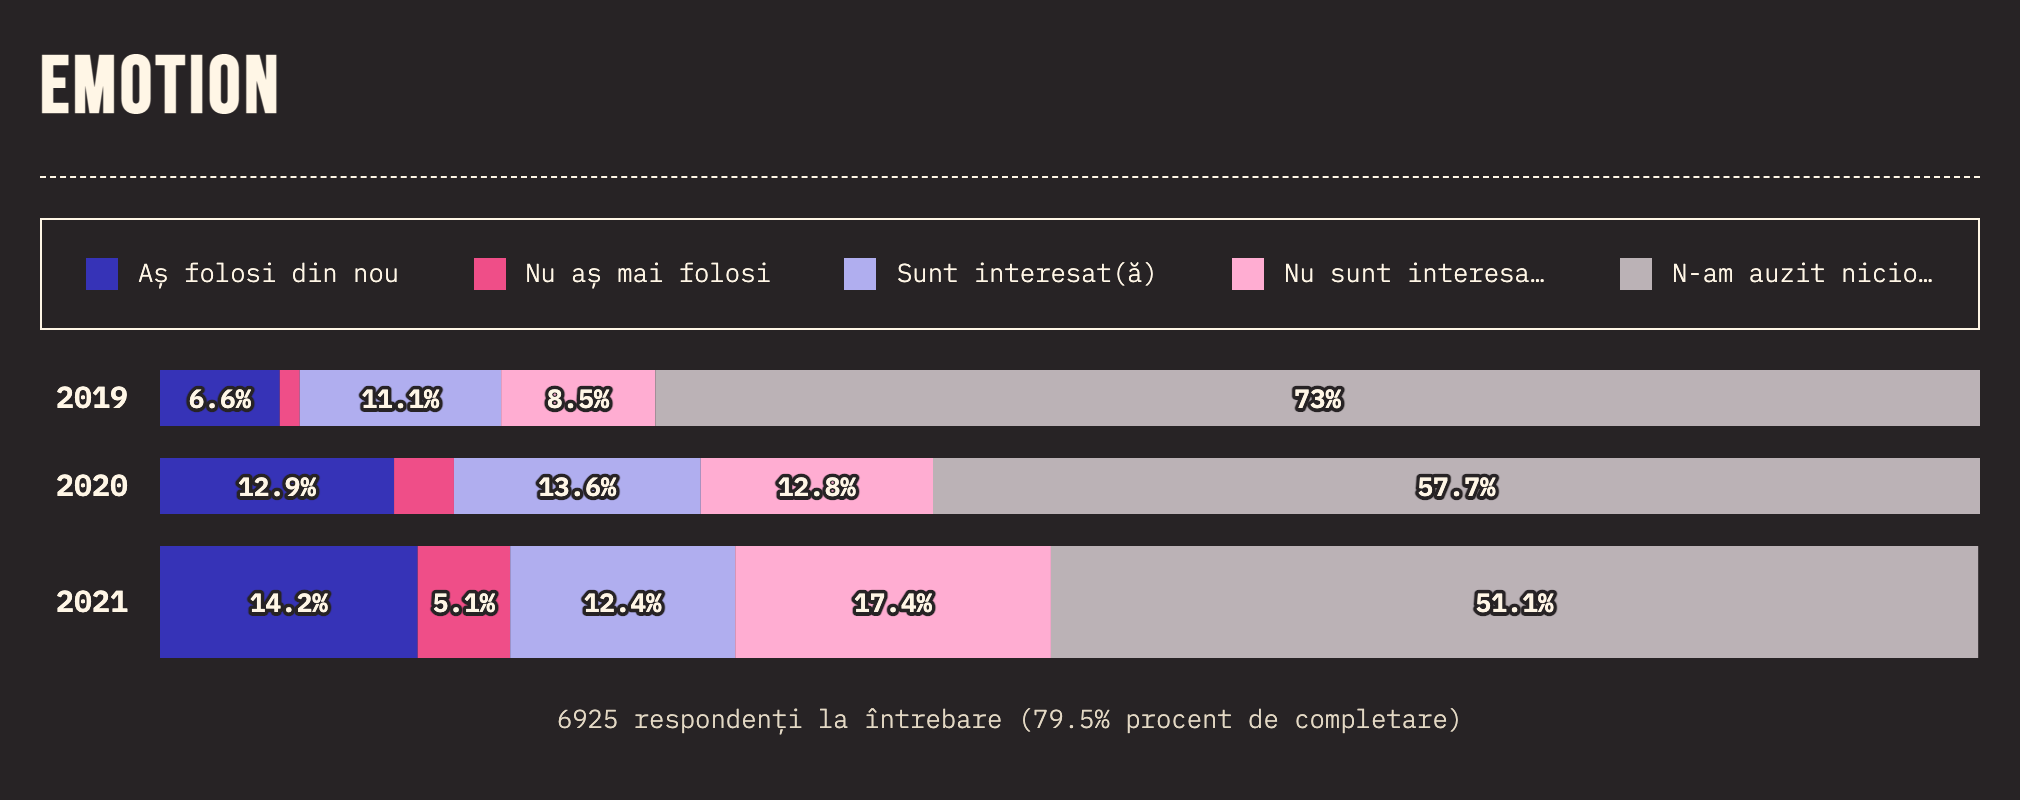 EMOTION
Aș folosi din nou Nu aș mai folosi Sunt interesat(ă) Nu sunt interesa… N-am auzit nicio…
2019 6.6% 11.1% 8.5% 73%
2020 12.9% 13.6% 12.8% 57.7%
2021 14.2% 5.1% 12.4% 17.4% 51.1%
6925 respondenți la întrebare (79.5% procent de completare)